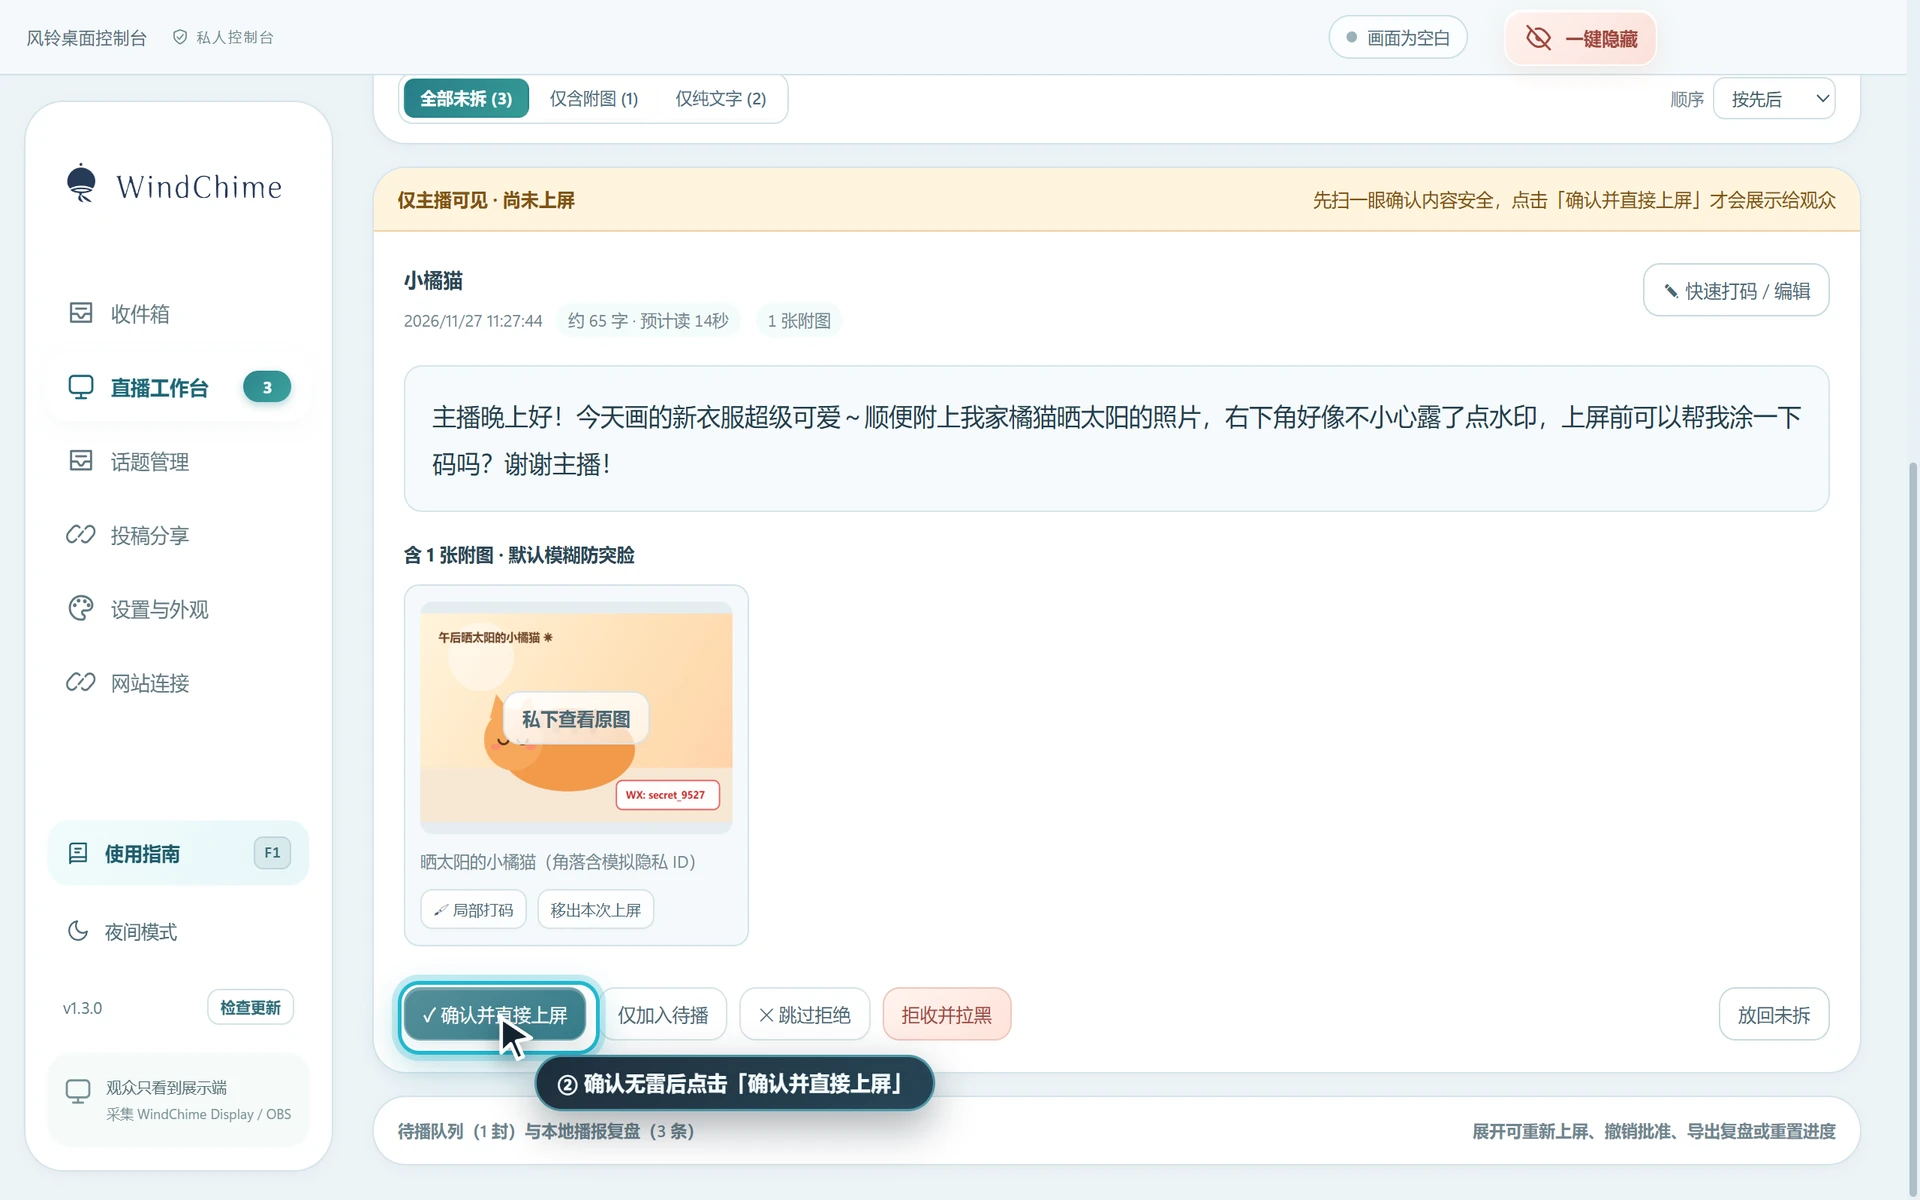 风铃桌面控制台
私人控制台
画面为空白
一键隐藏
WindChime
收件箱
直播工作台
3
话题管理
投稿分享
设置与外观
网站连接
使用指南
F1
夜间模式
v1.3.0
检查更新
观众只看到展示端
采集 WindChime Display / OBS
全部未拆 (3)
仅含附图 (1)
仅纯文字 (2)
顺序
按先后
仅主播可见 · 尚未上屏
先扫一眼确认内容安全，点击「确认并直接上屏」才会展示给观众
小橘猫
2026/11/27 11:27:44
约 65 字 · 预计读 14秒
1 张附图
✎ 快速打码 / 编辑
主播晚上好！今天画的新衣服超级可爱～顺便附上我家橘猫晒太阳的照片，右下角好像不小心露了点水印，上屏前可以帮我涂一下
码吗？谢谢主播！
含 1 张附图 · 默认模糊防突脸
午后晒太阳的小橘猫 ☀
私下查看原图
WX: secret_9527
晒太阳的小橘猫（角落含模拟隐私 ID）
局部打码
移出本次上屏
✓ 确认并直接上屏
仅加入待播
✕ 跳过拒绝
拒收并拉黑
放回未拆
② 确认无雷后点击「确认并直接上屏」
待播队列（1 封）与本地播报复盘（3 条）
展开可重新上屏、撤销批准、导出复盘或重置进度